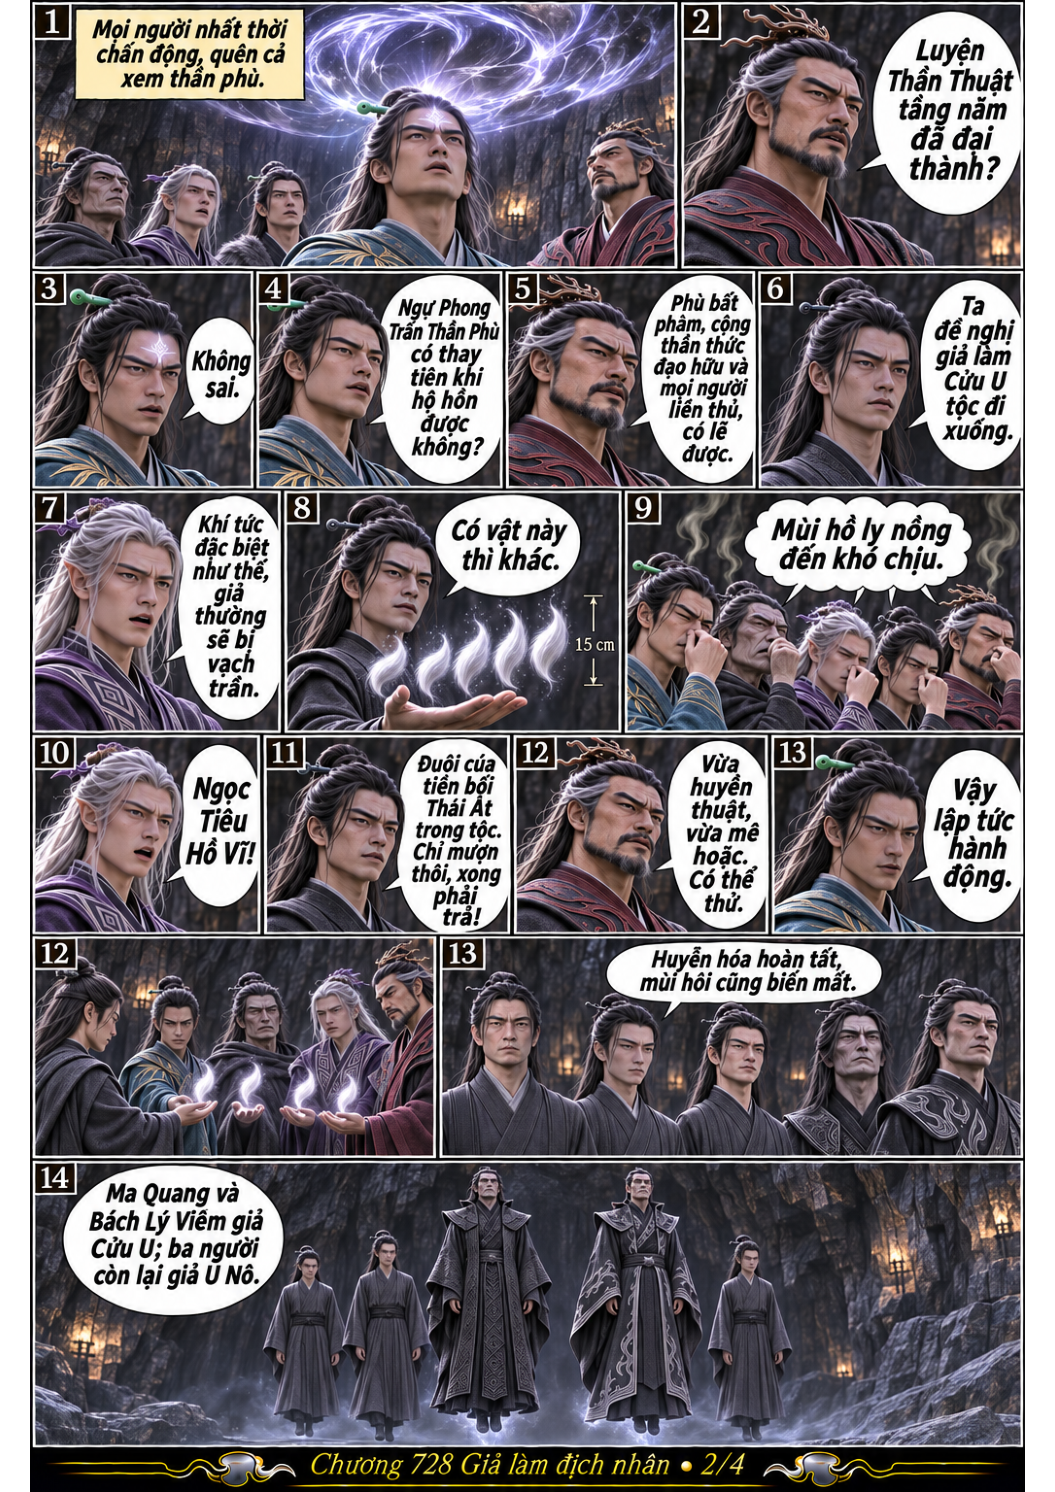 1
Mọi người nhất thời
chấn động, quên cả
xem thần phù.
2
Luyện
Thần Thuật
tầng năm
đã đại
thành?
3
Không
sai.
4
Ngự Phong
Trấn Thần Phù
có thay
tiên khí
hộ hồn
được
không?
5
Phù bất
phàm, cộng
thần thức
đạo hữu và
mọi người
liên thủ,
có lẽ
được.
6
Ta
đề nghị
giả làm
Cửu U
tộc đi
xuống.
7
Khí tức
đặc biệt
như thế,
giả
thường
sẽ bị
vạch
trần.
8
Có vật này
thì khác.
15 cm
9
Mùi hồ ly nồng
đến khó chịu.
10
Ngọc
Tiêu
Hồ Vĩ!
11
Đuôi của
tiền bối
Thái Ất
trong tộc.
Chỉ mượn
thôi, xong
phải
trả!
12
Vừa
huyền
thuật,
vừa mê
hoặc.
Có thể
thử.
13
Vậy
lập tức
hành
động.
12
13
Huyễn hóa hoàn tất,
mùi hôi cũng biến mất.
14
Ma Quang và
Bách Lý Viêm giả
Cửu U; ba người
còn lại giả U Nô.
Chương 728 Giả làm địch nhân • 2/4